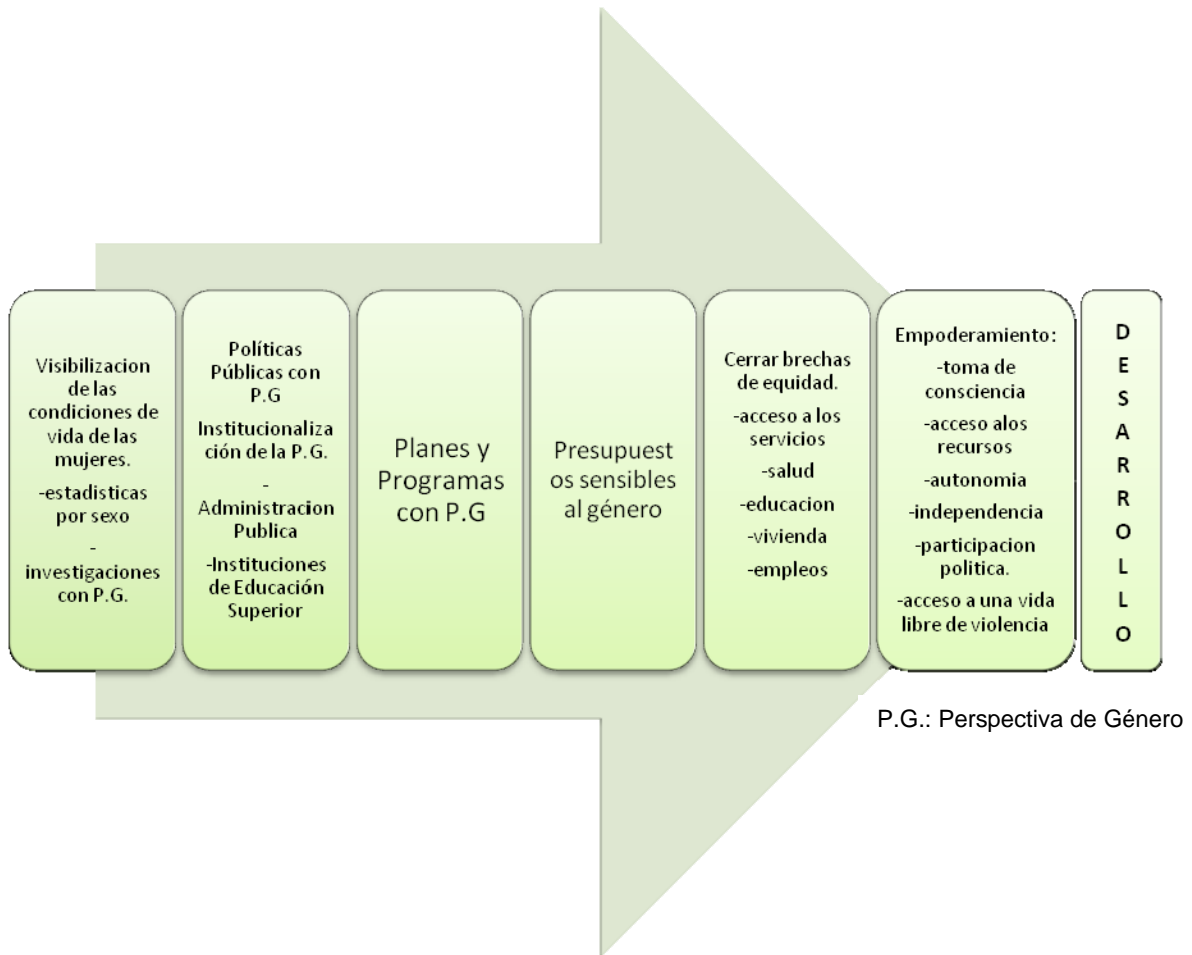 Visibilizacion
de las
condiciones de
vida de las
mujeres.
-estadisticas
por sexo
-
investigaciones
con P.G.
Políticas
Públicas con
P.G
Institucionaliza
ción de la P.G.
-
Administracion
Publica
-Instituciones
de Educación
Superior
Planes y
Programas
con P.G
Presupuest
os sensibles
al género
Cerrar brechas
de equidad.
-acceso a los
servicios
-salud
-educacion
-vivienda
-empleos
Empoderamiento:
-toma de
consciencia
-acceso alos
recursos
-autonomia
-independencia
-participacion
politica.
-acceso a una vida
libre de violencia
D
E
S
A
R
R
O
L
L
O
P.G.: Perspectiva de Género